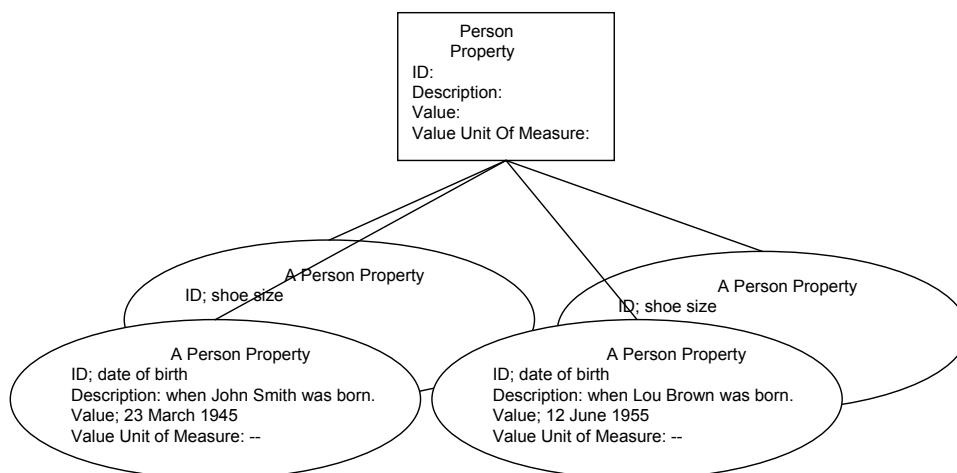 Person
Property
ID:
Description:
Value:
Value Unit Of Measure:
A Person Property
ID; shoe size
A Person Property
ID; shoe size
A Person Property
ID; date of birth
Description: when John Smith was born.
Value; 23 March 1945
Value Unit of Measure: --
A Person Property
ID; date of birth
Description: when Lou Brown was born.
Value; 12 June 1955
Value Unit of Measure: --